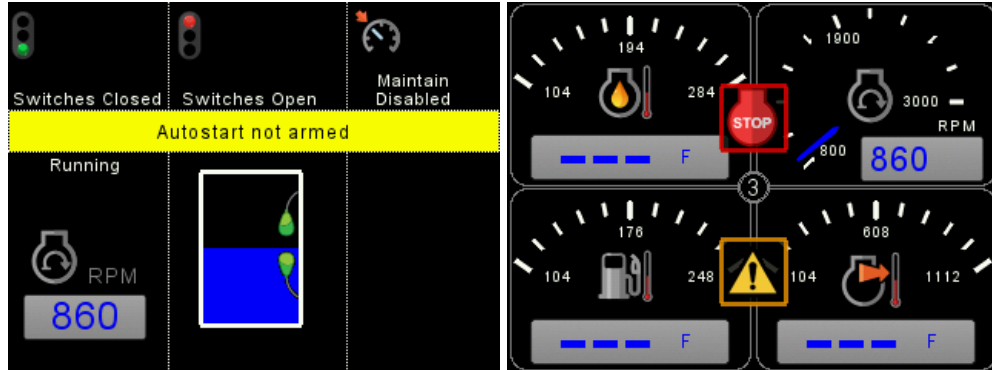 Switches Closed
Switches Open
Maintain
Disabled
Autostart not armed
Running
RPM
860
194
104
284
--- F
STOP
1900
3000
RPM
800
860
3
176
104
248
--- F
608
104
1112
--- F